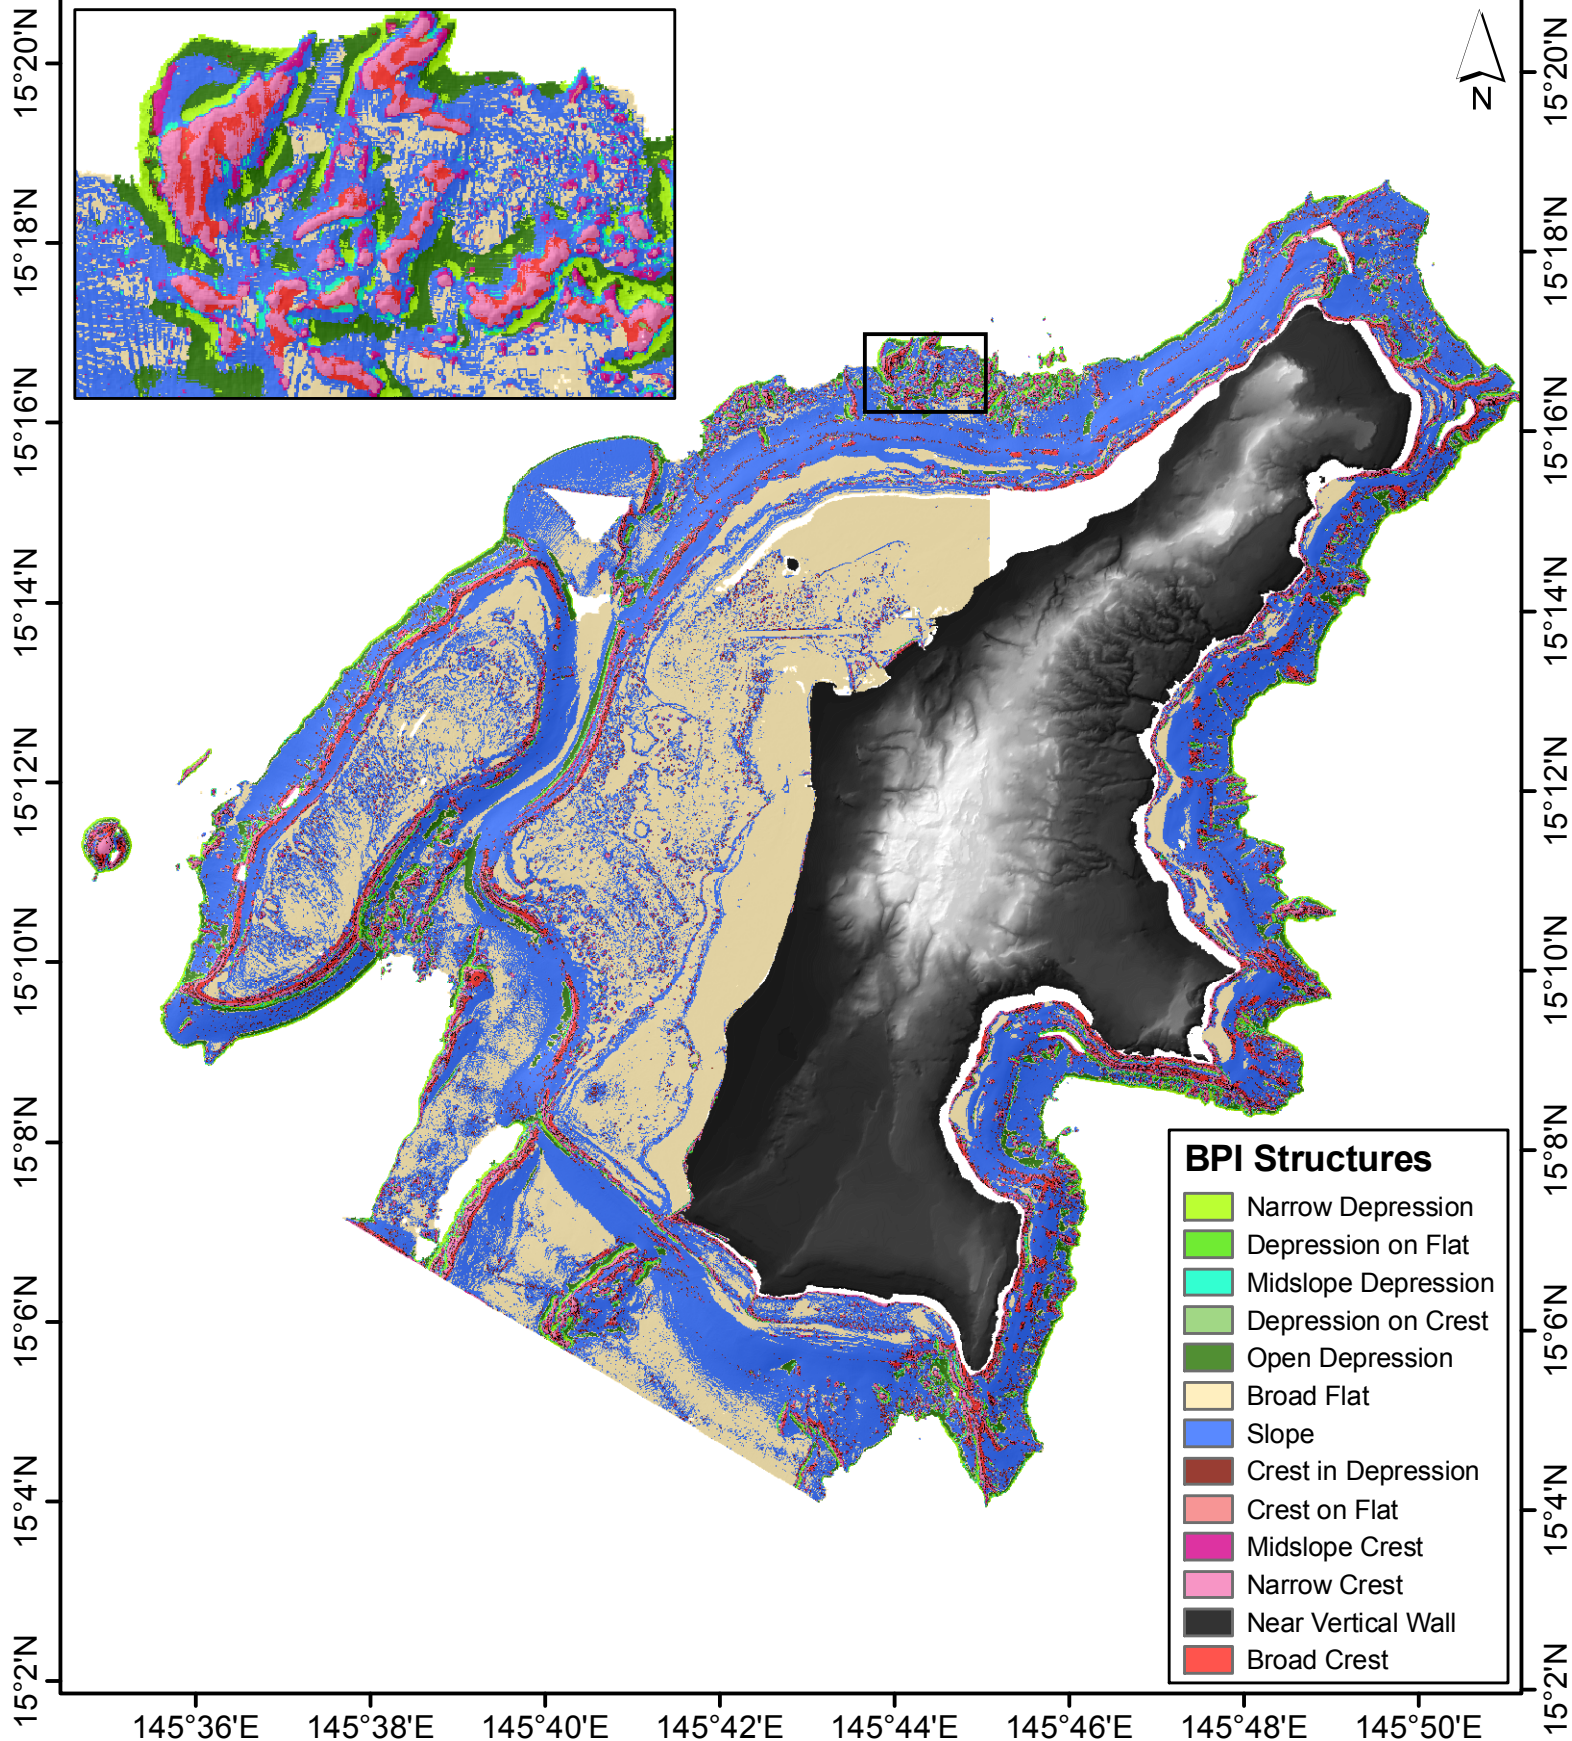 15°20'N
15°18'N
15°16'N
15°14'N
15°12'N
15°10'N
15°8'N
15°6'N
15°4'N
15°2'N
N
15°20'N
15°18'N
15°16'N
15°14'N
15°12'N
15°10'N
15°8'N
15°6'N
15°4'N
15°2'N
BPI Structures
Narrow Depression
Depression on Flat
Midslope Depression
Depression on Crest
Open Depression
Broad Flat
Slope
Crest in Depression
Crest on Flat
Midslope Crest
Narrow Crest
Near Vertical Wall
Broad Crest
145°36'E 145°38'E 145°40'E 145°42'E 145°44'E 145°46'E 145°48'E 145°50'E